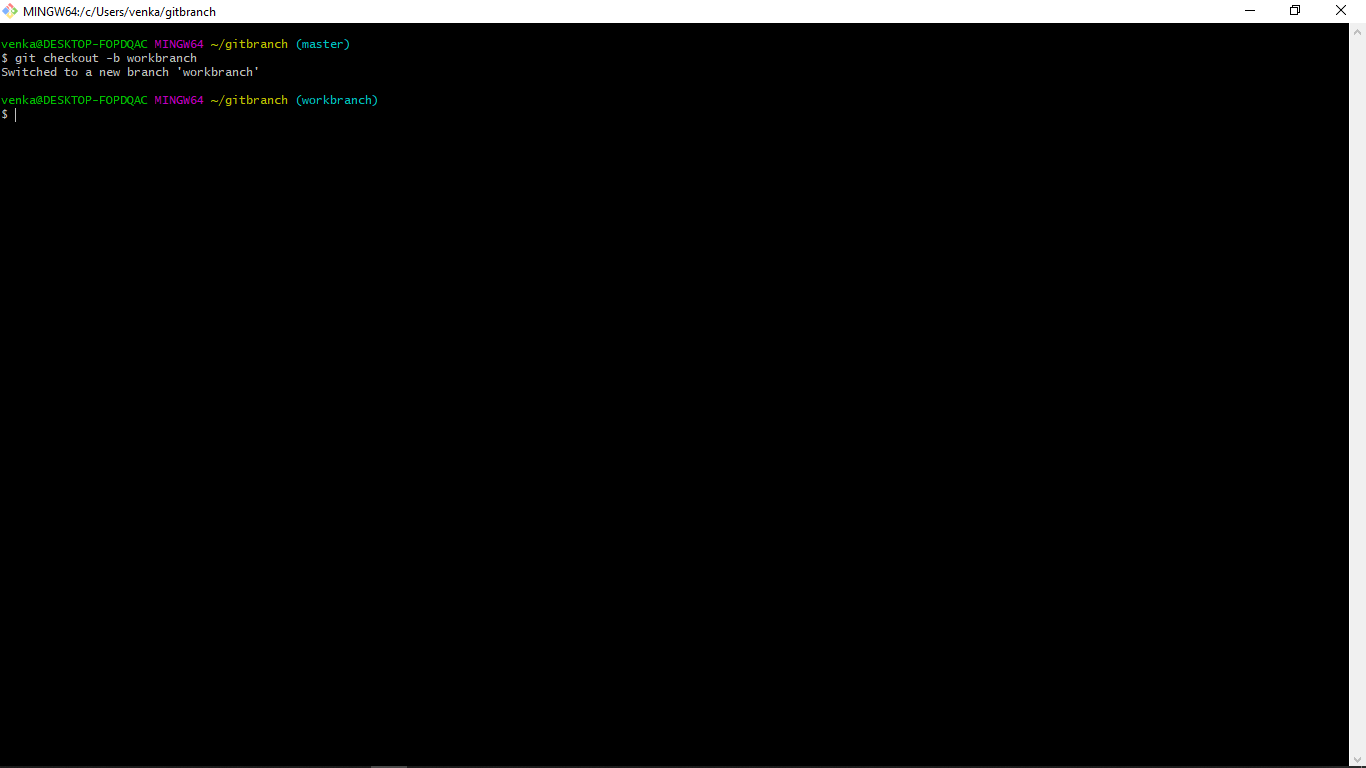 MINGW64:/c/Users/venka/gitbranch
venka@DESKTOP-FOPDQAC MINGW64 ~/gitbranch (master)
$ git checkout -b workbranch
Switched to a new branch 'workbranch'
venka@DESKTOP-FOPDQAC MINGW64 ~/gitbranch (workbranch)
$